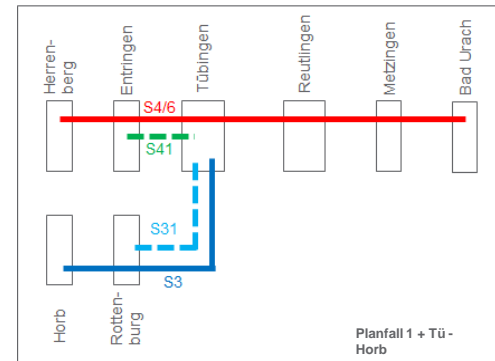 Herren-
berg
Entringen
Tübingen
Reutlingen
Metzingen
Bad Urach
S4/6
S41
S31
S3
Horb
Rotten-
burg
Planfall 1 + Tü -
Horb